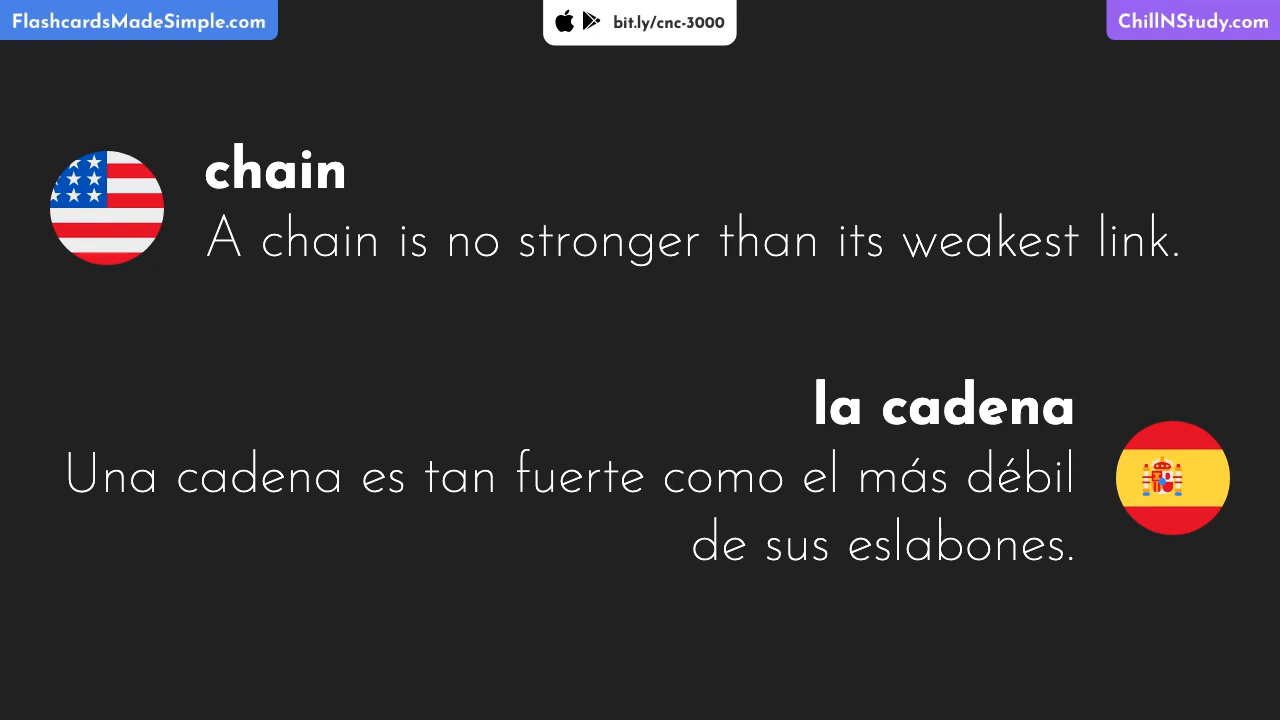 FlashcardsMadeSimple.com
bit.ly/cnc-3000
ChillNStudy.com
chain
A chain is no stronger than its weakest link.
la cadena
Una cadena es tan fuerte como el más débil
de sus eslabones.